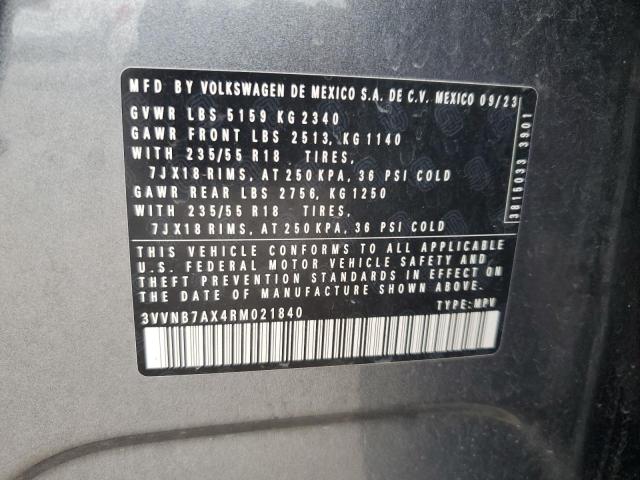 MFD BY VOLKSWAGEN DE MEXICO S.A. DE C.V. MEXICO 09/23
GVWR LBS 5159 KG 2340
GAWR FRONT LBS 2513, KG 1140
WITH 235/55 R18 TIRES,
7JX18 RIMS, AT 250 KPA, 36 PSI COLD
GAWR REAR LBS 2756, KG 1250
WITH 235/55 R18 TIRES,
7JX18 RIMS, AT 250 KPA, 36 PSI COLD
THIS VEHICLE CONFORMS TO ALL APPLICABLE
U.S. FEDERAL MOTOR VEHICLE SAFETY AND
THEFT PREVENTION STANDARDS IN EFFECT ON
THE DATE OF MANUFACTURE SHOWN ABOVE
3VVNB7AX4RM021840 TYPE: MPV
3815033 3901